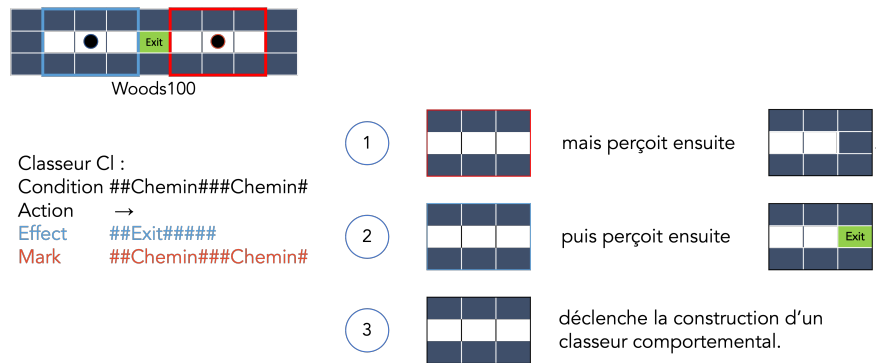 Exit
Woods100
Classeur Cl :
Condition ##Chemin###Chemin#
Action →
Effect ##Exit#####
Mark ##Chemin###Chemin#
1 mais perçoit ensuite
2 puis perçoit ensuite Exit
3 déclenche la construction d'un
classeur comportemental.